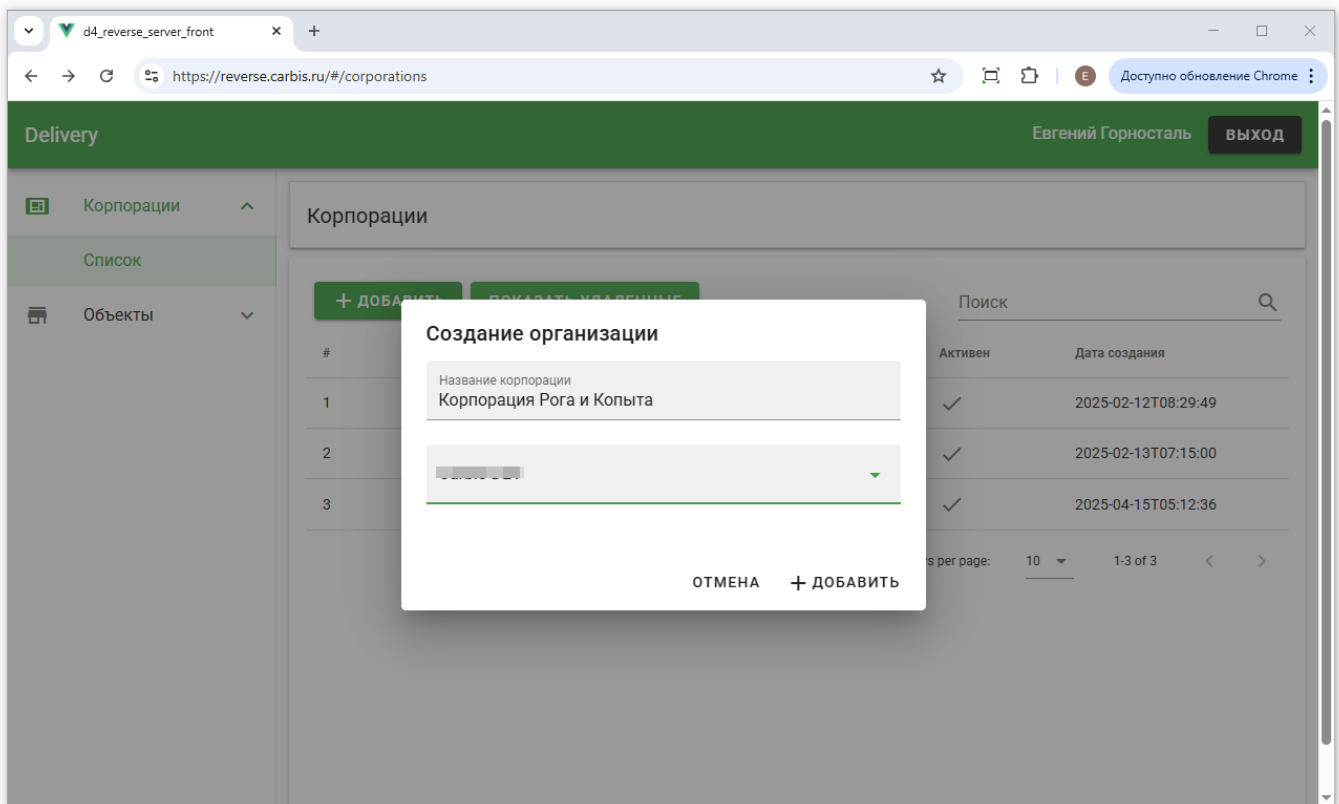 d4_reverse_server_front
https://reverse.carbis.ru/#/corporations
E
Доступно обновление Chrome
Delivery
Евгений Горносталь
ВЫХОД
Корпорации
Список
Объекты
Корпорации
ДОБАВИТЬ
ПОКАЗАТЬ УДАЛЕННЫЕ
Поиск
# Активен Дата создания
1 2025-02-12T08:29:49
2 2025-02-13T07:15:00
3 2025-04-15T05:12:36
per page: 10 1-3 of 3
Создание организации
Название корпорации
Корпорация Рога и Копыта
ОТМЕНА
ДОБАВИТЬ